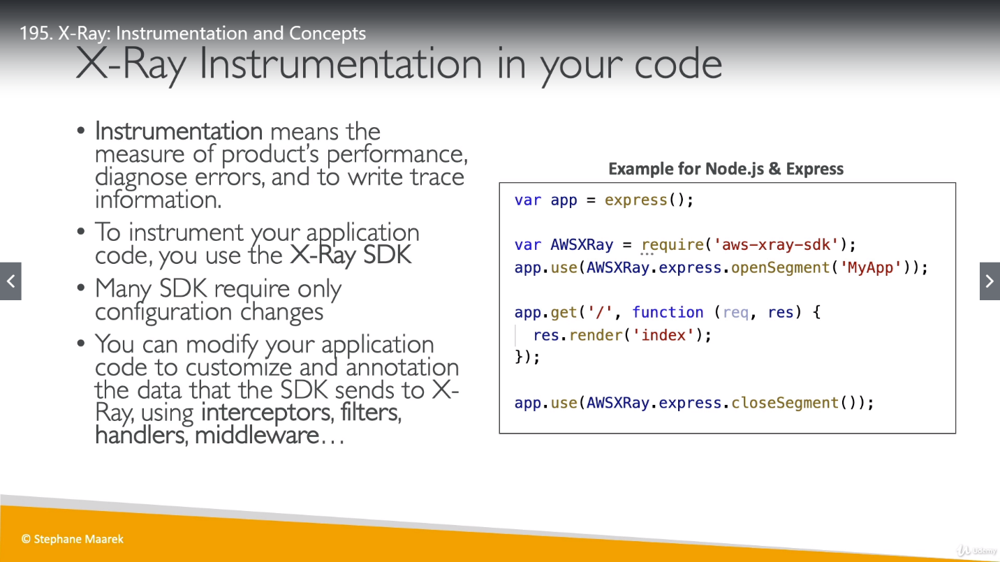 195. X-Ray: Instrumentation and Concepts
X-Ray Instrumentation in your code
• Instrumentation means the
measure of product's performance,
diagnose errors, and to write trace
information.
• To instrument your application
code, you use the X-Ray SDK
• Many SDK require only
configuration changes
• You can modify your application
code to customize and annotation
the data that the SDK sends to X-
Ray, using interceptors, filters,
handlers, middleware…
Example for Node.js & Express
var app = express();
var AWSXRay = require('aws-xray-sdk');
app.use(AWSXRay.express.openSegment('MyApp'));
app.get('/', function (req, res) {
  res.render('index');
});
app.use(AWSXRay.express.closeSegment());
© Stephane Maarek
Udemy